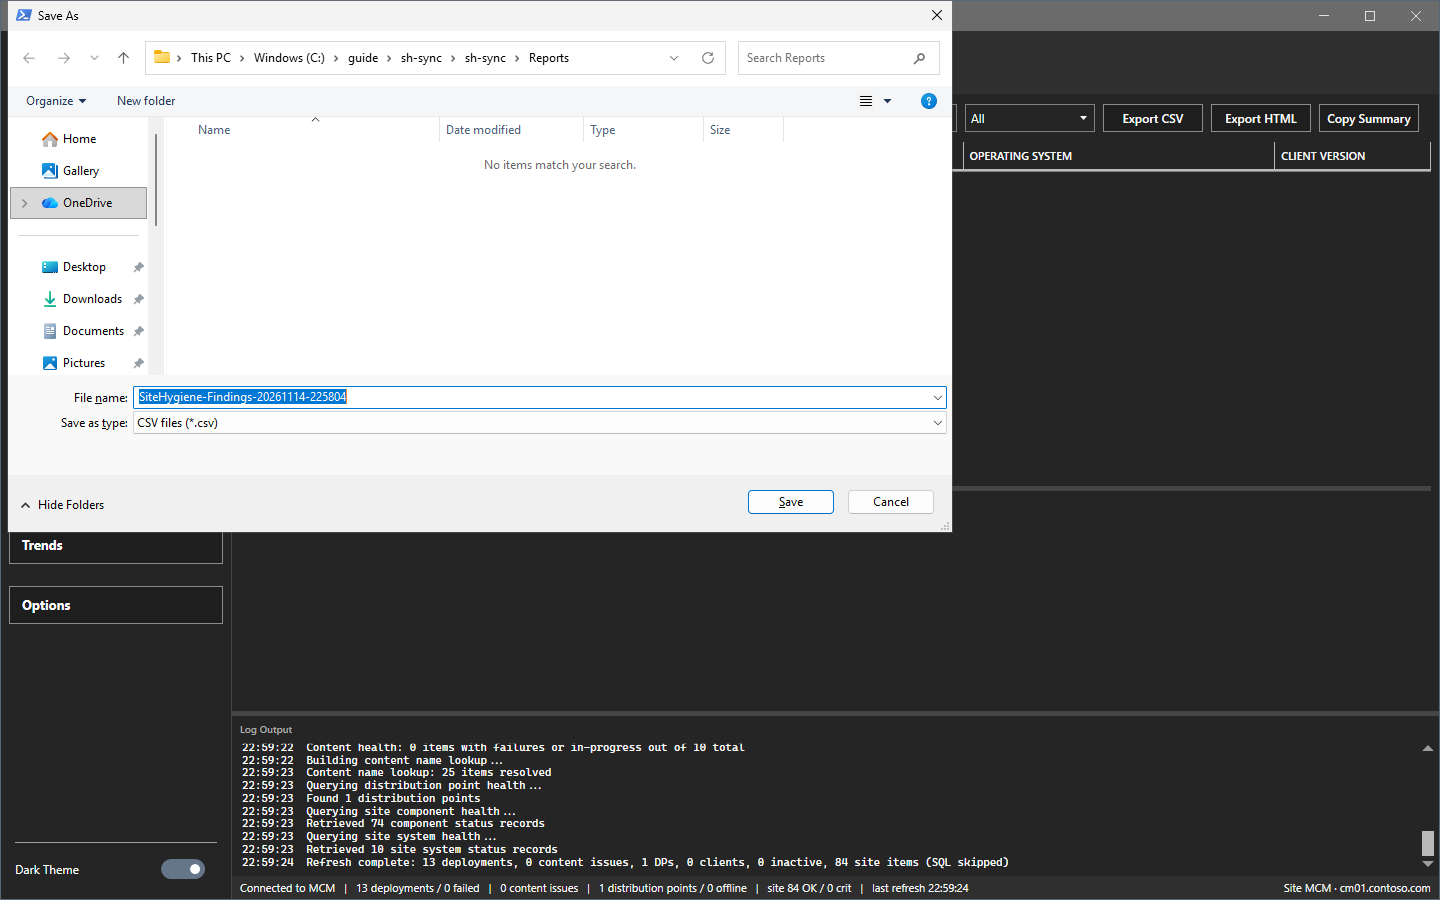 Save As
This PC > Windows (C:) > guide > sh-sync > sh-sync > Reports
Search Reports
Organize
New folder
Name
Date modified
Type
Size
No items match your search.
Home
Gallery
OneDrive
Desktop
Downloads
Documents
Pictures
File name: SiteHygiene-Findings-20261114-225804
Save as type: CSV files (*.csv)
Hide Folders
Save
Cancel
All
Export CSV
Export HTML
Copy Summary
OPERATING SYSTEM
CLIENT VERSION
Trends
Options
Dark Theme
Log Output
22:59:22 Content health: 0 items with failures or in-progress out of 10 total
22:59:22 Building content name lookup...
22:59:23 Content name lookup: 25 items resolved
22:59:23 Querying distribution point health...
22:59:23 Found 1 distribution points
22:59:23 Querying site component health...
22:59:23 Retrieved 74 component status records
22:59:23 Querying site system health...
22:59:23 Retrieved 10 site system status records
22:59:24 Refresh complete: 13 deployments, 0 content issues, 1 DPs, 0 clients, 0 inactive, 84 site items (SQL skipped)
Connected to MCM | 13 deployments / 0 failed | 0 content issues | 1 distribution points / 0 offline | site 84 OK / 0 crit | last refresh 22:59:24
Site MCM · cm01.contoso.com